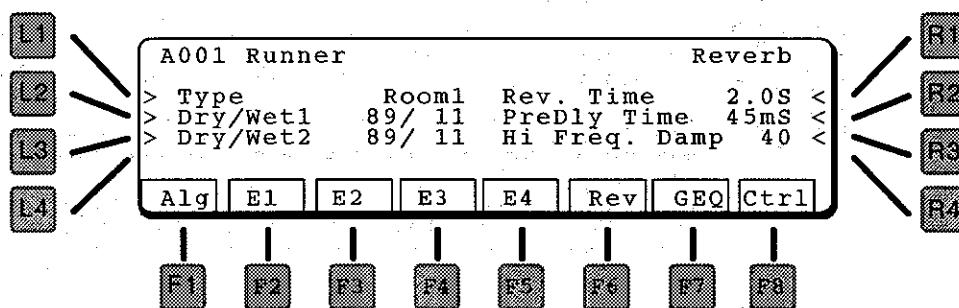 L1
R1
A001 Runner Reverb
L2
R2
> Type Room1 Rev. Time 2.0S <
> Dry/Wet1 89/ 11 PreDly Time 45mS <
> Dry/Wet2 89/ 11 Hi Freq. Damp 40 <
L3
R3
L4
R4
Alg E1 E2 E3 E4 Rev GEQ Ctrl
F1 F2 F3 F4 F5 F6 F7 F8